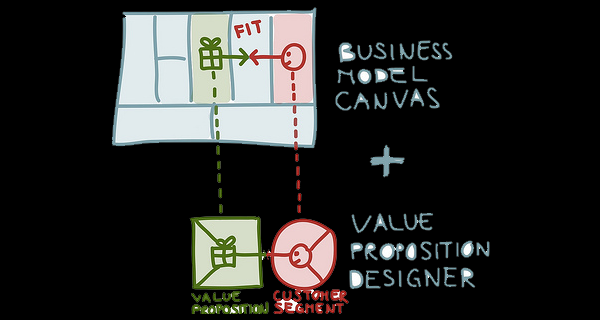 FIT
BUSINESS
MODEL
CANVAS
+
VALUE
PROPOSITION
DESIGNER
VALUE
PROPOSITION
CUSTOMER
SEGMENT